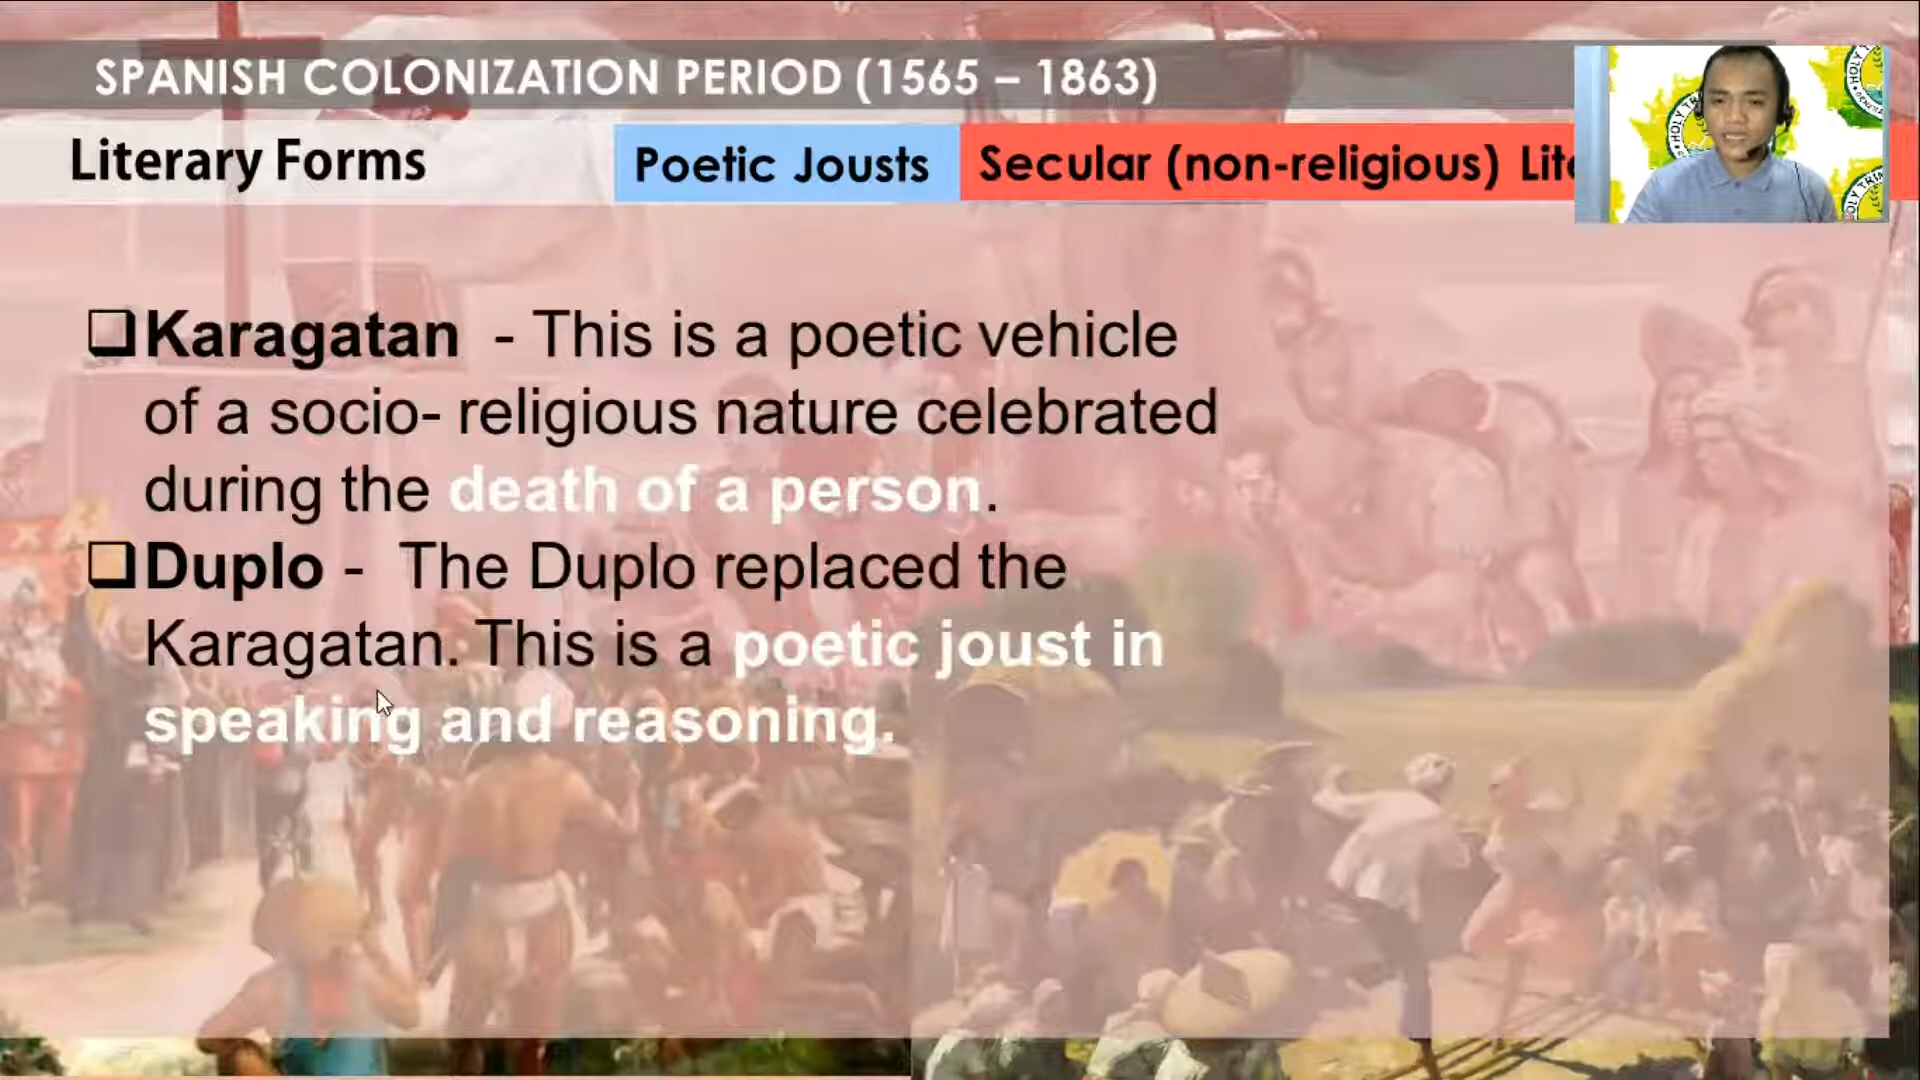 SPANISH COLONIZATION PERIOD (1565 – 1863)
Literary Forms
Poetic Jousts
Secular (non-religious)
Karagatan - This is a poetic vehicle
of a socio- religious nature celebrated
during the death of a person.
Duplo - The Duplo replaced the
Karagatan. This is a poetic joust in
speaking and reasoning.